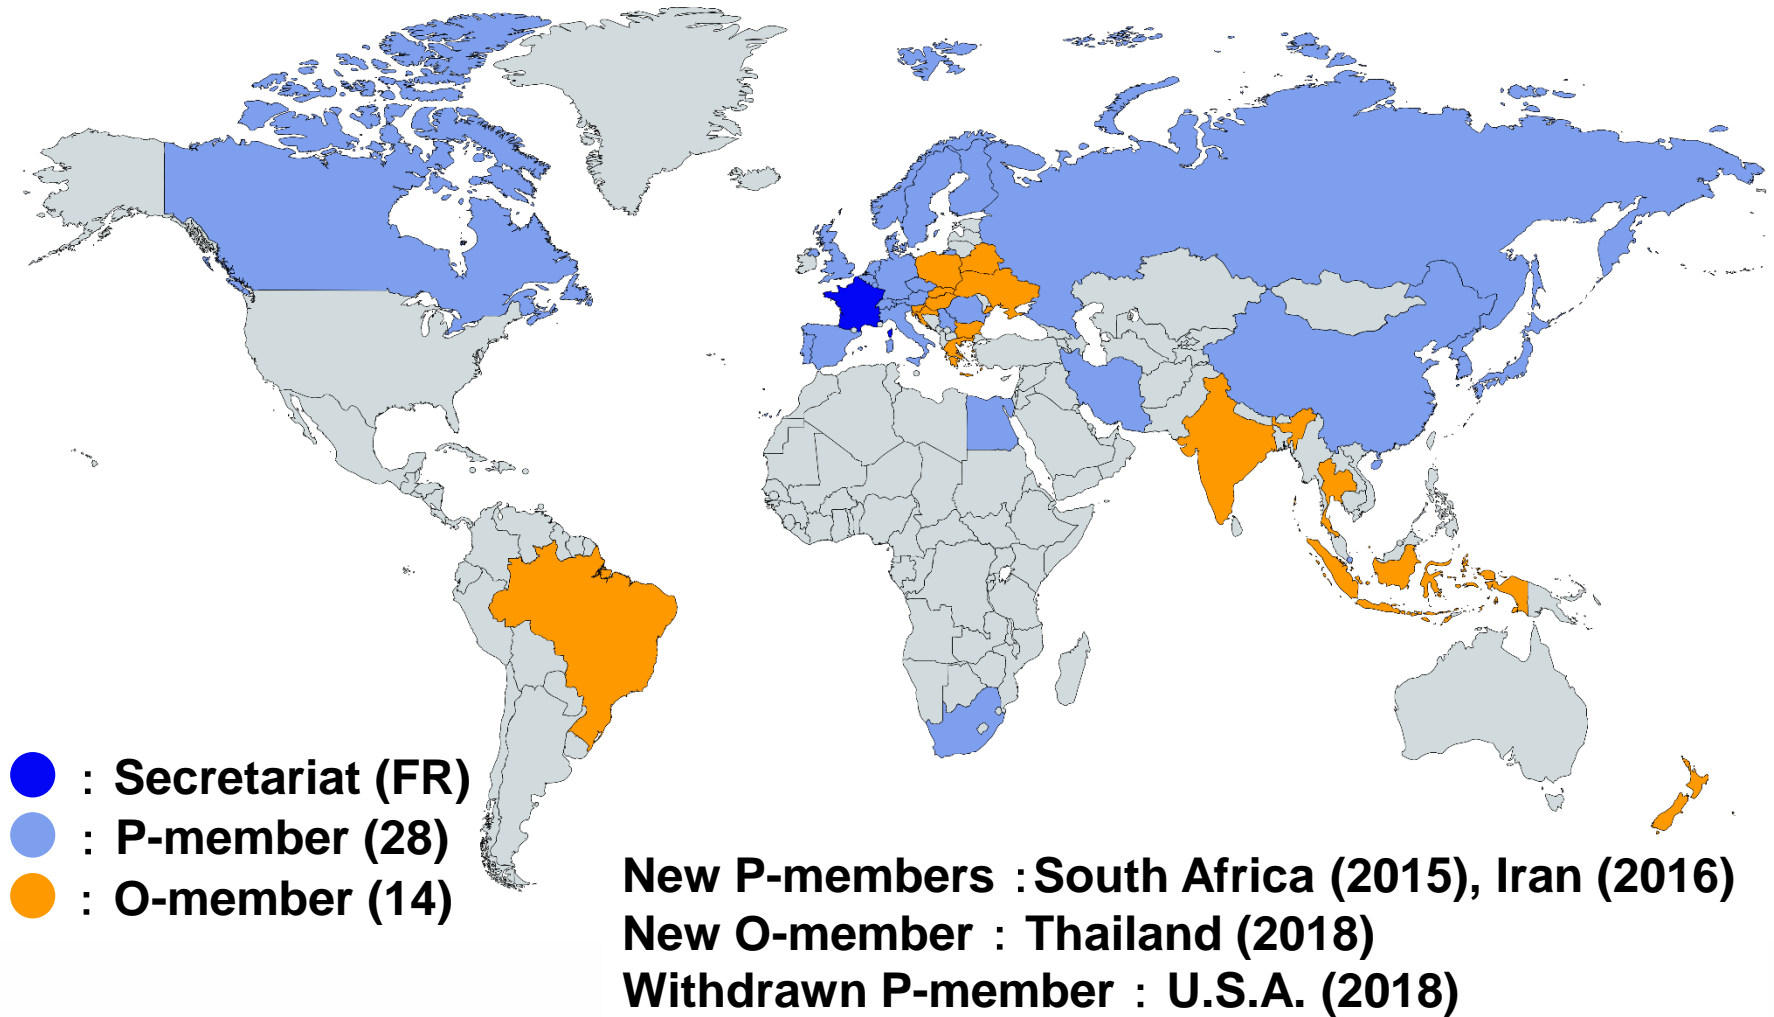 : Secretariat (FR)
: P-member (28)
: O-member (14)
New P-members : South Africa (2015), Iran (2016)
New O-member : Thailand (2018)
Withdrawn P-member : U.S.A. (2018)